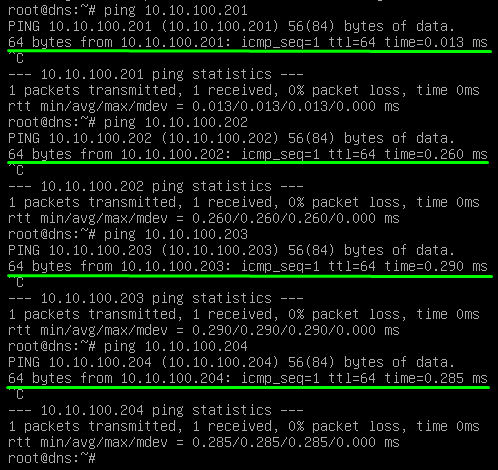 root@dns:~# ping 10.10.100.201
PING 10.10.100.201 (10.10.100.201) 56(84) bytes of data.
64 bytes from 10.10.100.201: icmp_seq=1 ttl=64 time=0.013 ms
^C
--- 10.10.100.201 ping statistics ---
1 packets transmitted, 1 received, 0% packet loss, time 0ms
rtt min/avg/max/mdev = 0.013/0.013/0.013/0.000 ms
root@dns:~# ping 10.10.100.202
PING 10.10.100.202 (10.10.100.202) 56(84) bytes of data.
64 bytes from 10.10.100.202: icmp_seq=1 ttl=64 time=0.260 ms
^C
--- 10.10.100.202 ping statistics ---
1 packets transmitted, 1 received, 0% packet loss, time 0ms
rtt min/avg/max/mdev = 0.260/0.260/0.260/0.000 ms
root@dns:~# ping 10.10.100.203
PING 10.10.100.203 (10.10.100.203) 56(84) bytes of data.
64 bytes from 10.10.100.203: icmp_seq=1 ttl=64 time=0.290 ms
^C
--- 10.10.100.203 ping statistics ---
1 packets transmitted, 1 received, 0% packet loss, time 0ms
rtt min/avg/max/mdev = 0.290/0.290/0.290/0.000 ms
root@dns:~# ping 10.10.100.204
PING 10.10.100.204 (10.10.100.204) 56(84) bytes of data.
64 bytes from 10.10.100.204: icmp_seq=1 ttl=64 time=0.285 ms
^C
--- 10.10.100.204 ping statistics ---
1 packets transmitted, 1 received, 0% packet loss, time 0ms
rtt min/avg/max/mdev = 0.285/0.285/0.285/0.000 ms
root@dns:~#